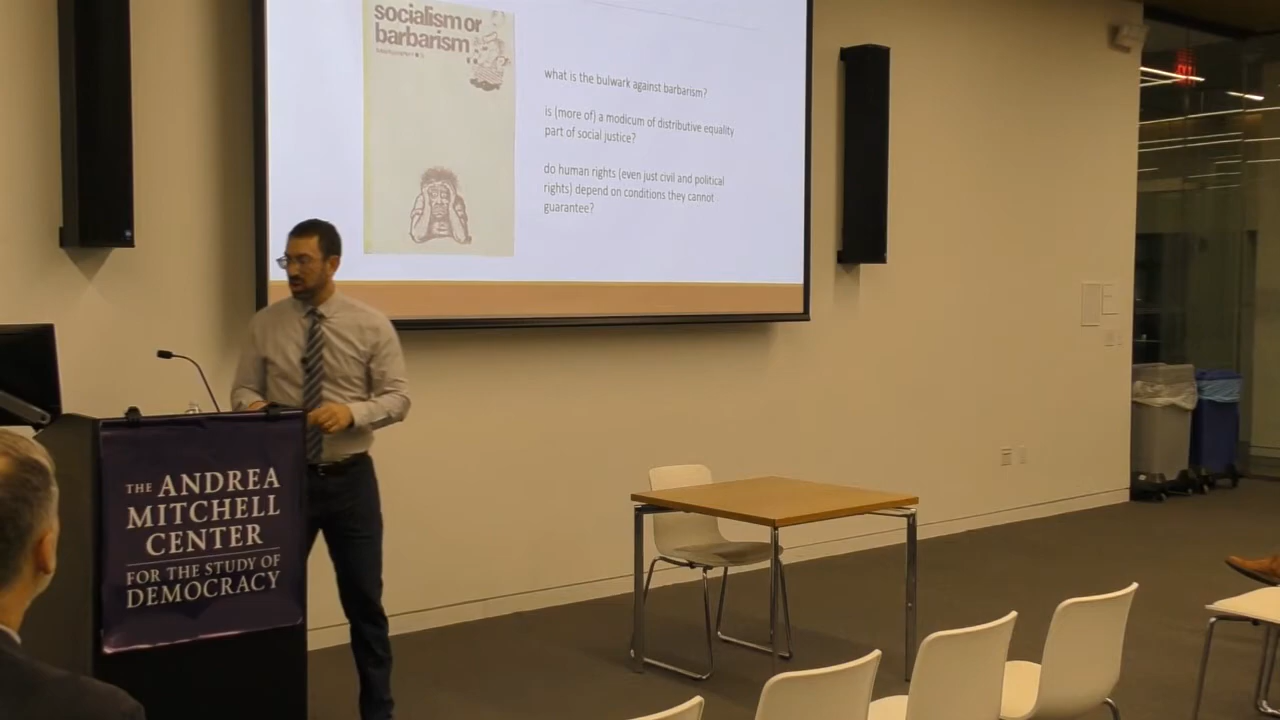 socialism or
barbarism
what is the bulwark against barbarism?
is (more of) a modicum of distributive equality
part of social justice?
do human rights (even just civil and political
rights) depend on conditions they cannot
guarantee?
EXIT
THE ANDREA
MITCHELL
CENTER
FOR THE STUDY OF
DEMOCRACY